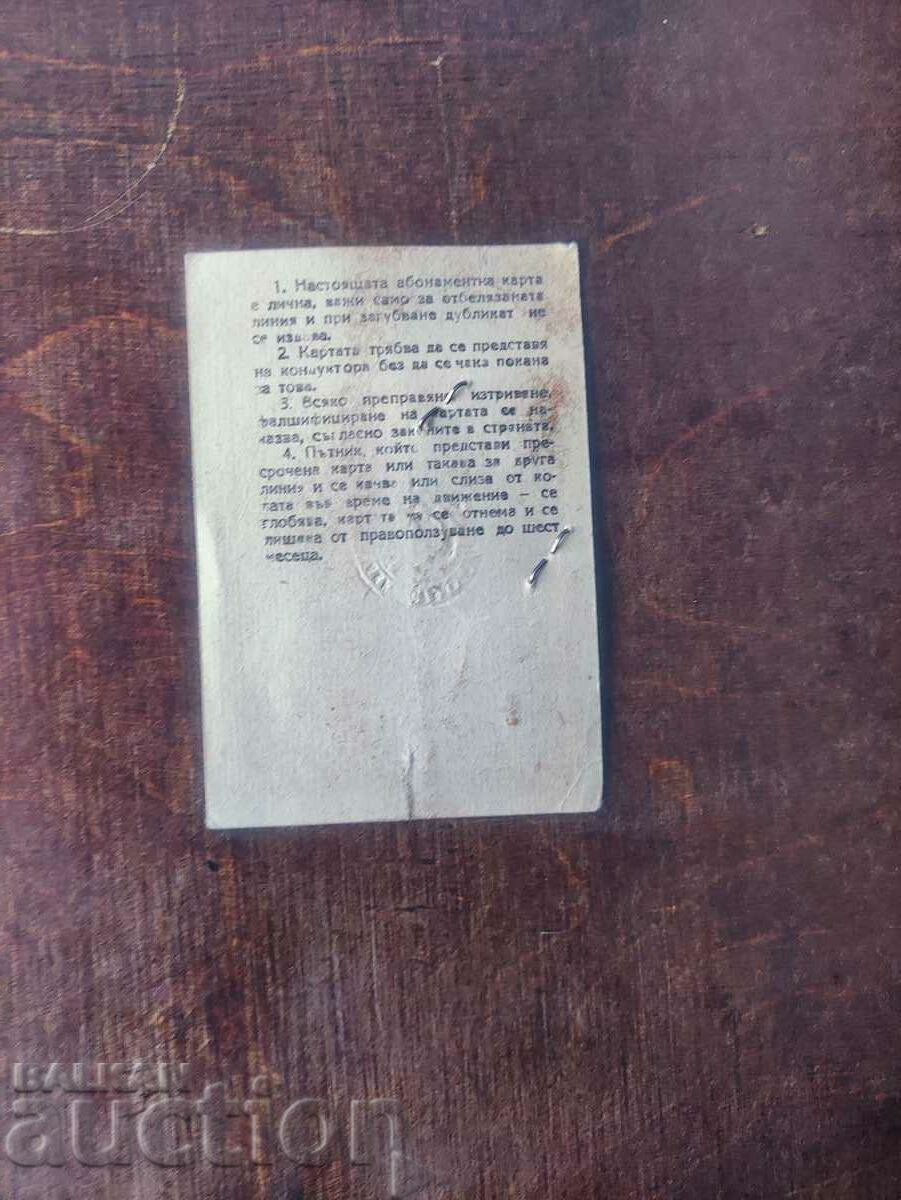 1. Настоящата абонаментна карта
е лична, важи само за отбелязаната
линия и при загубване дубликат не
се издава.
2. Картата трябва да се представя
на кондуктора без да се чака покана
за това.
3. Всяко преправяне, изтриване,
фалшифициране на картата се на-
казва, съгласно законите в страната.
4. Пътник, който представи пре-
срочена карта или такава за друга
линия и се качва или слиза от ко-
лата във време на движение – се
глобява, картата му се отнема и се
лишава от правоползуване до шест
месеца.
BALKAN
auction